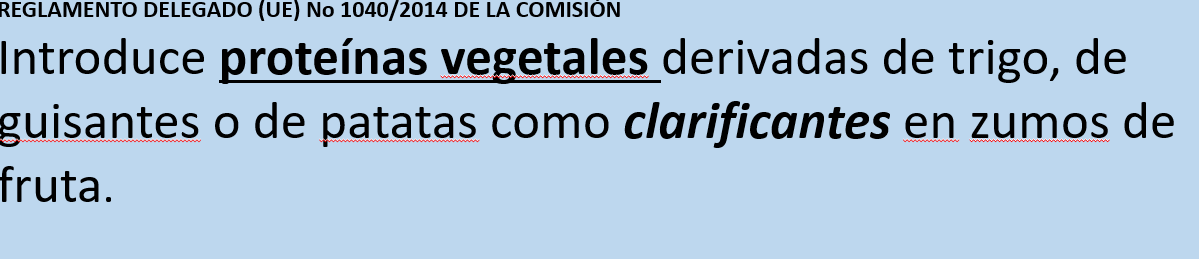 REGLAMENTO DELEGADO (UE) No 1040/2014 DE LA COMISIÓN
Introduce proteínas vegetales derivadas de trigo, de
guisantes o de patatas como clarificantes en zumos de
fruta.